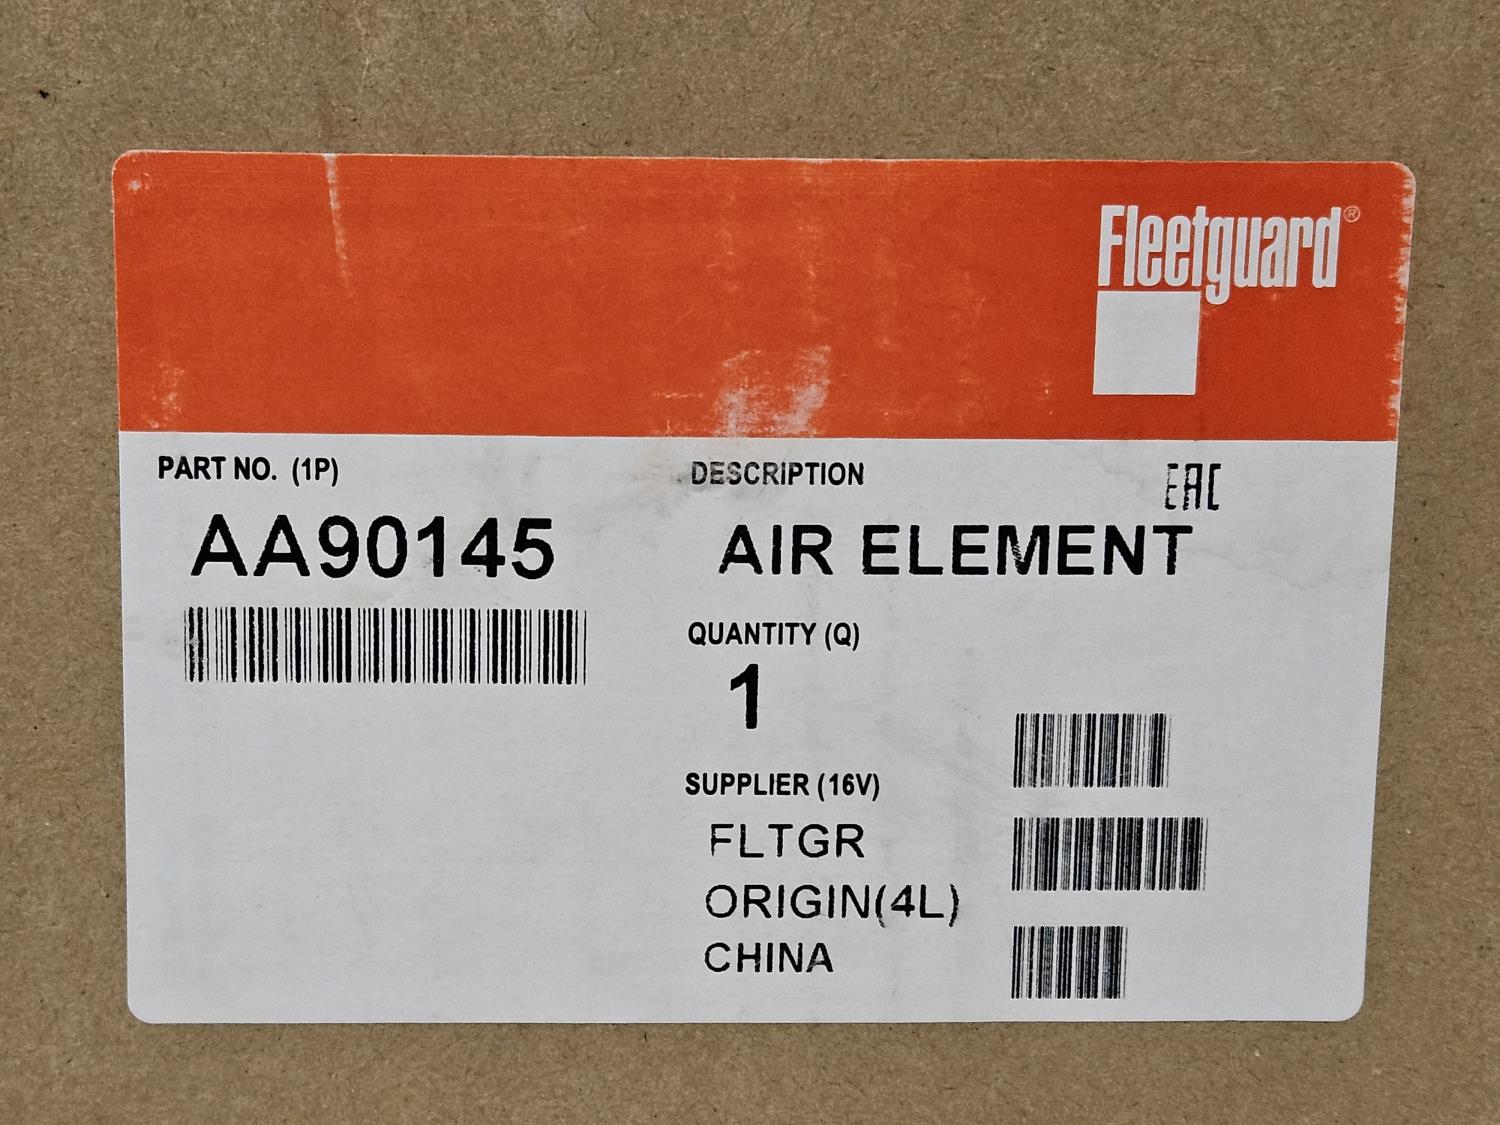 Fleetguard®
PART NO. (1P)
DESCRIPTION
EAC
AA90145
AIR ELEMENT
QUANTITY (Q)
1
SUPPLIER (16V)
FLTGR
ORIGIN(4L)
CHINA